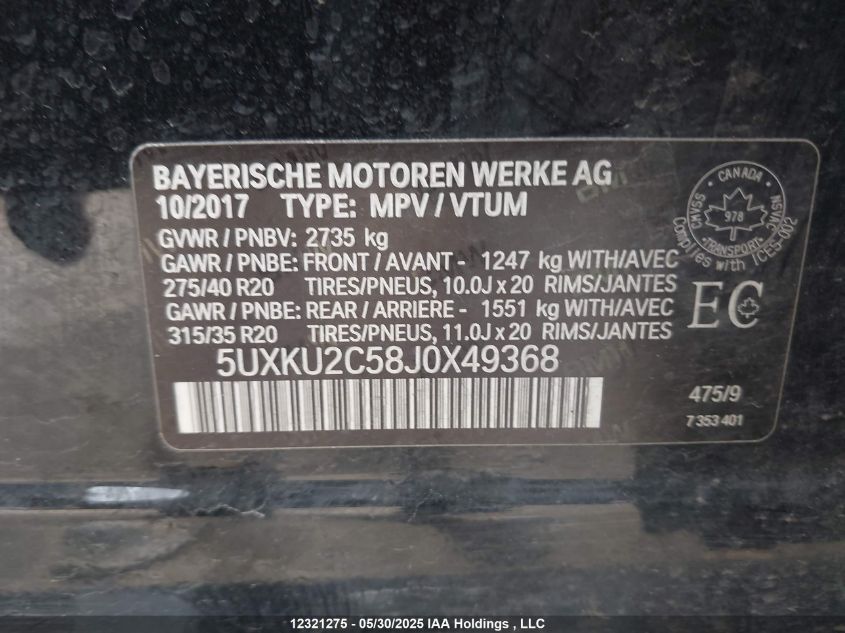 BAYERISCHE MOTOREN WERKE AG
10/2017 TYPE: MPV / VTUM
GVWR / PNBV: 2735 kg
GAWR / PNBE: FRONT / AVANT - 1247 kg WITH/AVEC
275/40 R20 TIRES/PNEUS, 10.0J x 20 RIMS/JANTES
GAWR / PNBE: REAR / ARRIERE - 1551 kg WITH/AVEC
315/35 R20 TIRES/PNEUS, 11.0J x 20 RIMS/JANTES
5UXKU2C58J0X49368
CANADA
CMVSS
NSVAC
978
TRANSPORT
Complies with /CES-002
EC
475/9
7 353 401
12321275 - 05/30/2025 IAA Holdings , LLC